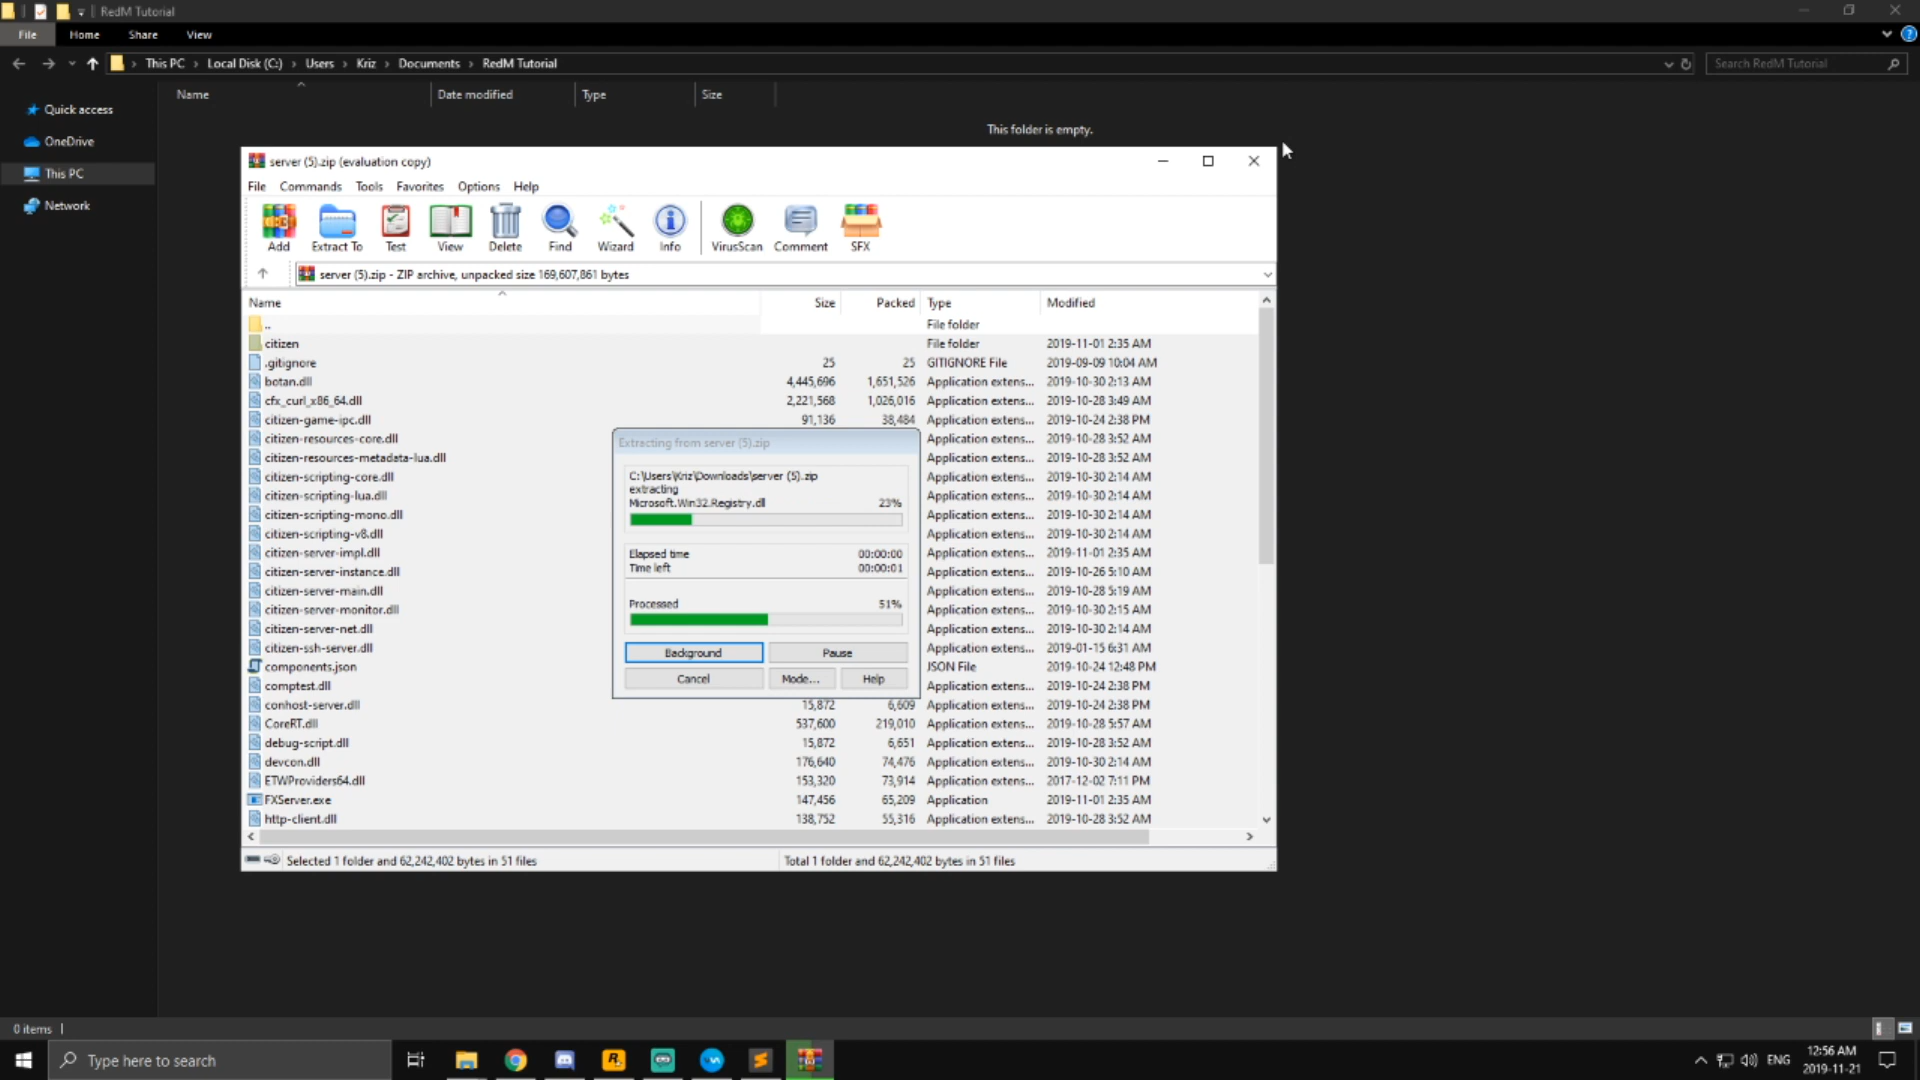 RedM Tutorial
File Home Share View
This PC Local Disk (C:) Users Kriz Documents RedM Tutorial
Search RedM Tutorial
Name Date modified Type Size
Quick access
OneDrive
This PC
Network
This folder is empty.
server (5).zip (evaluation copy)
File Commands Tools Favorites Options Help
Add Extract To Test View Delete Find Wizard Info VirusScan Comment SFX
server (5).zip - ZIP archive, unpacked size 169,607,861 bytes
Name Size Packed Type Modified
.. File folder
citizen File folder 2019-11-01 2:35 AM
.gitignore 25 25 GITIGNORE File 2019-09-09 10:04 AM
botan.dll 4,445,696 1,651,526 Application extens... 2019-10-30 2:13 AM
cfx_curl_x86_64.dll 2,221,568 1,026,016 Application extens... 2019-10-28 3:49 AM
citizen-game-ipc.dll 91,136 38,484 Application extens... 2019-10-24 2:38 PM
citizen-resources-core.dll Application extens... 2019-10-28 3:52 AM
citizen-resources-metadata-lua.dll Application extens... 2019-10-28 3:52 AM
citizen-scripting-core.dll Application extens... 2019-10-30 2:14 AM
citizen-scripting-lua.dll Application extens... 2019-10-30 2:14 AM
citizen-scripting-mono.dll Application extens... 2019-10-30 2:14 AM
citizen-scripting-v8.dll Application extens... 2019-10-30 2:14 AM
citizen-server-impl.dll Application extens... 2019-11-01 2:35 AM
citizen-server-instance.dll Application extens... 2019-10-26 5:10 AM
citizen-server-main.dll Application extens... 2019-10-28 5:19 AM
citizen-server-monitor.dll Application extens... 2019-10-30 2:15 AM
citizen-server-net.dll Application extens... 2019-10-30 2:14 AM
citizen-ssh-server.dll Application extens... 2019-01-15 6:31 AM
components.json JSON File 2019-10-24 12:48 PM
comptest.dll Application extens... 2019-10-24 2:38 PM
conhost-server.dll 15,872 6,609 Application extens... 2019-10-24 2:38 PM
CoreRT.dll 537,600 219,010 Application extens... 2019-10-28 5:57 AM
debug-script.dll 15,872 6,651 Application extens... 2019-10-28 3:52 AM
devcon.dll 176,640 74,476 Application extens... 2019-10-30 2:14 AM
ETWProviders64.dll 153,320 73,914 Application extens... 2017-12-02 7:11 PM
FXServer.exe 147,456 65,209 Application 2019-11-01 2:35 AM
http-client.dll 138,752 55,316 Application extens... 2019-10-28 3:52 AM
Extracting from server (5).zip
C:\Users\Kriz\Downloads\server (5).zip
extracting
Microsoft.Win32.Registry.dll 23%
Elapsed time 00:00:00
Time left 00:00:01
Processed 51%
Background Pause
Cancel Mode... Help
Selected 1 folder and 62,242,402 bytes in 51 files Total 1 folder and 62,242,402 bytes in 51 files
0 items
Type here to search
ENG
12:56 AM
2019-11-21